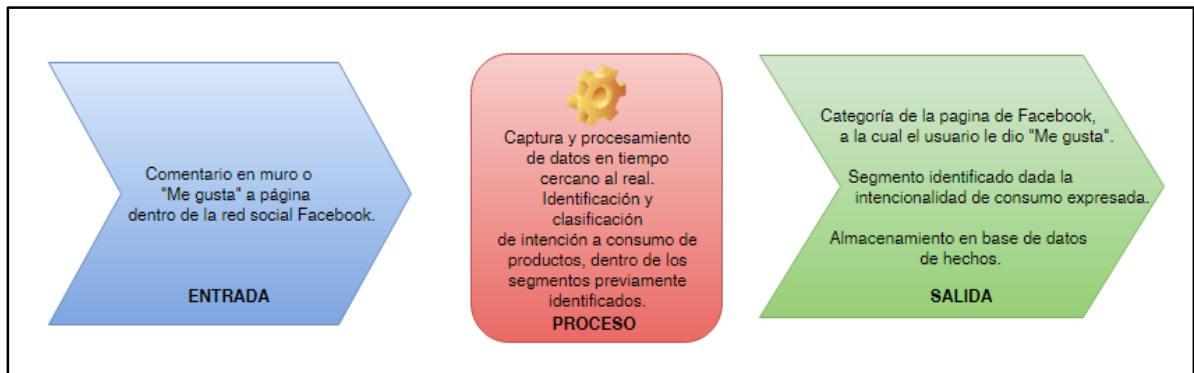 Comentario en muro o
"Me gusta" a página
dentro de la red social Facebook.
ENTRADA
Captura y procesamiento
de datos en tiempo
cercano al real.
Identificación y
clasificación
de intención a consumo de
productos, dentro de los
segmentos previamente
identificados.
PROCESO
Categoría de la pagina de Facebook,
a la cual el usuario le dio "Me gusta".
Segmento identificado dada la
intencionalidad de consumo expresada.
Almacenamiento en base de datos
de hechos.
SALIDA